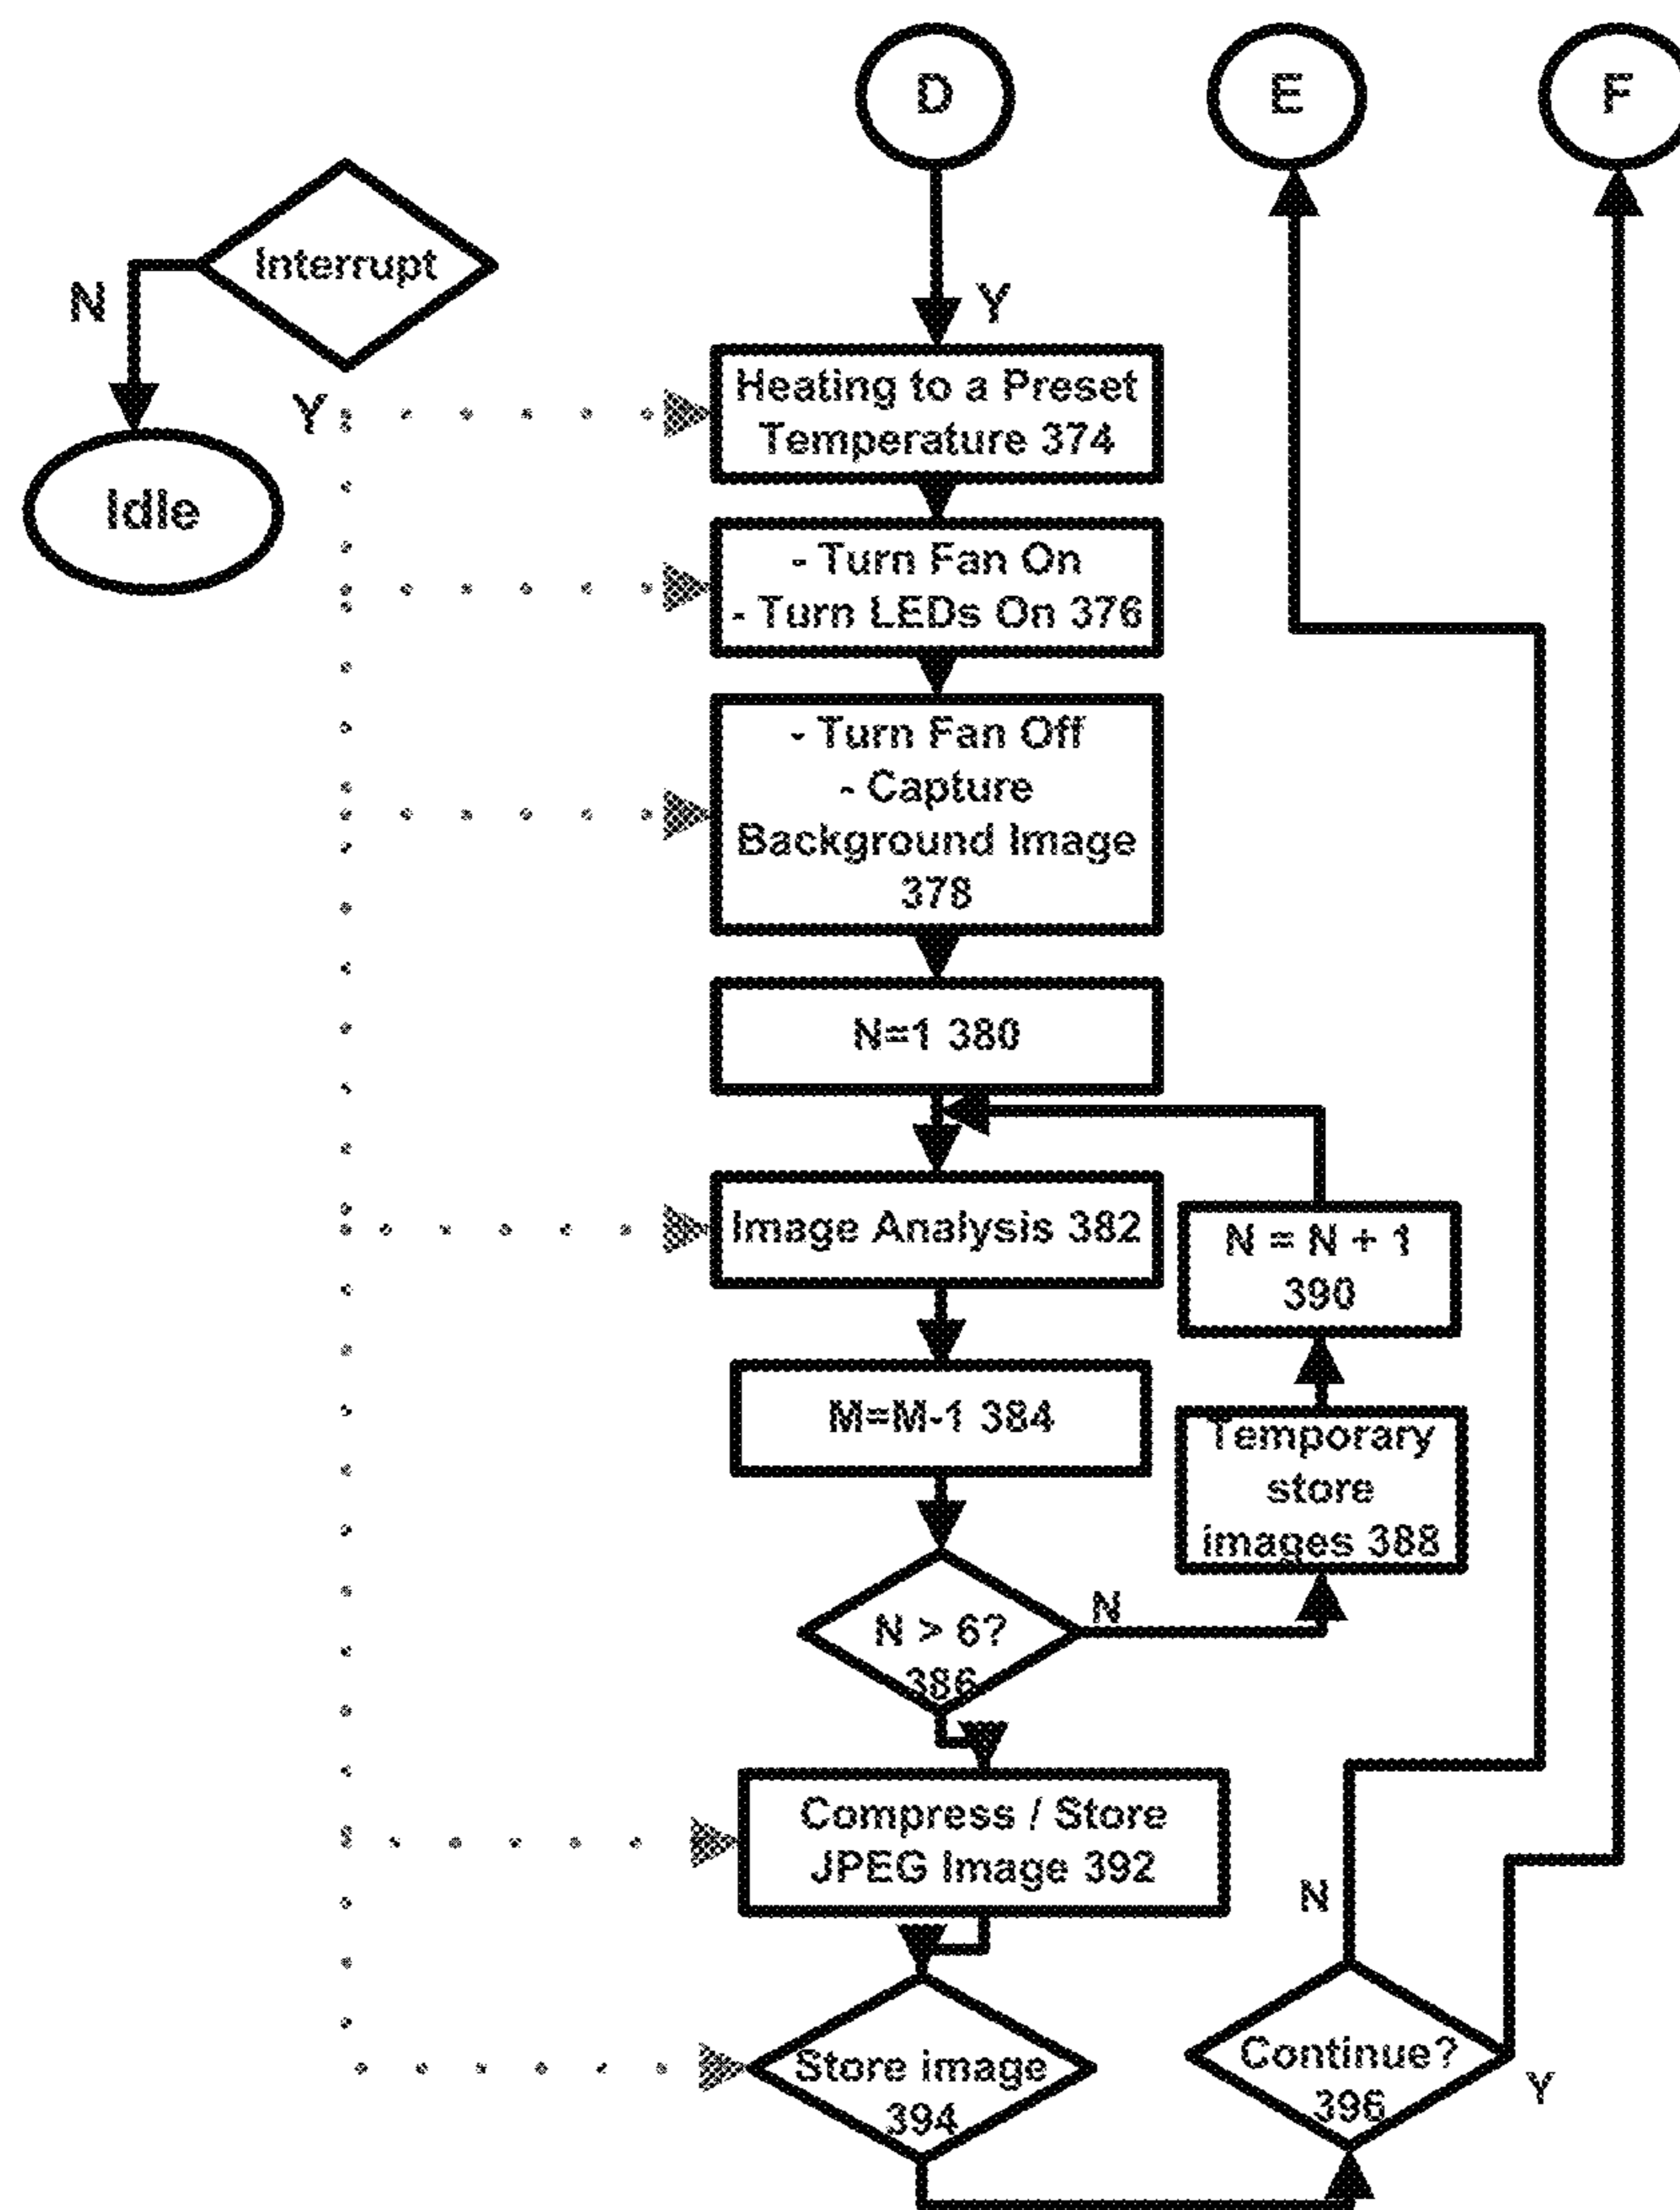 D
E
F
Interrupt
N
Y
Idle
Y
Heating to a Preset
Temperature 374
- Turn Fan On
- Turn LEDs On 376
- Turn Fan Off
- Capture
Background Image
378
N=1 380
Image Analysis 382
N = N + 1
390
M=M-1 384
Temporary
store
images 388
N > 6?
386
N
Compress / Store
JPEG Image 392
N
Store image
394
Continue?
396
Y